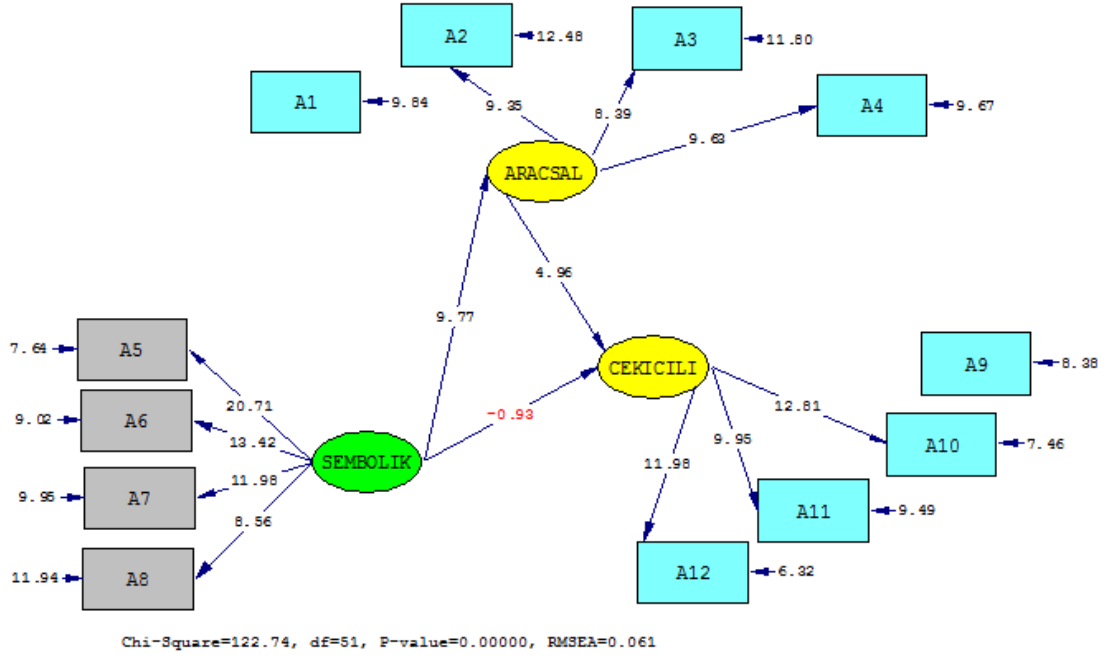 A2
12.48
A3
11.80
A1
9.84
9.35
8.39
A4
9.67
9.63
ARACSAL
4.96
9.77
7.64
A5
CEKICILI
A9
8.38
20.71
-0.93
12.81
9.02
A6
13.42
9.95
A10
7.46
SEMBOLIK
11.98
11.98
9.95
A7
A11
9.49
8.56
11.94
A8
A12
6.32
Chi-Square=122.74, df=51, P-value=0.00000, RMSEA=0.061